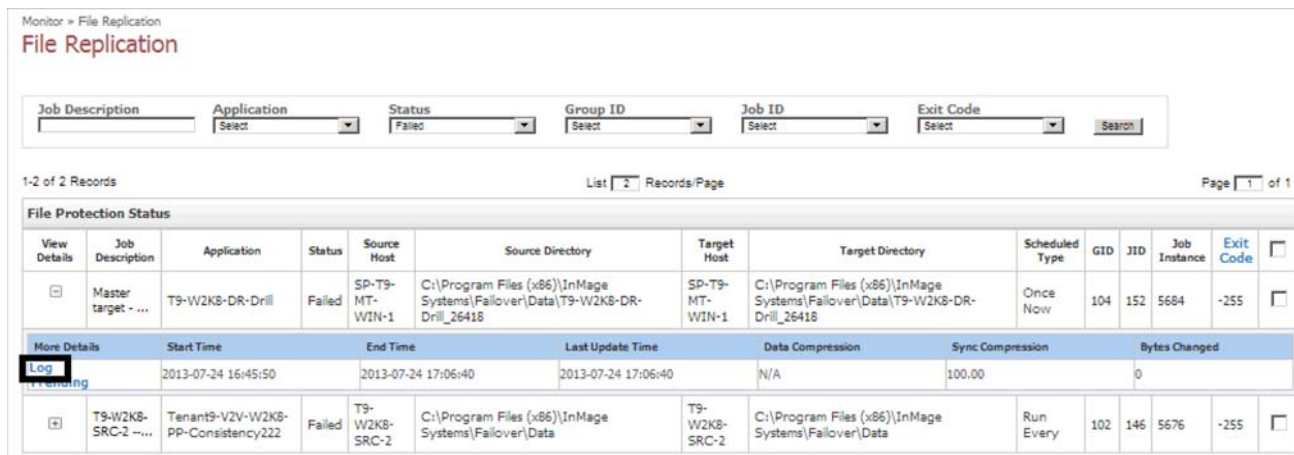 Monitor » File Replication
File Replication
Job Description Application Status Group ID Job ID Exit Code
Select Failed Select Select Select Search
1-2 of 2 Records List 2 Records/Page Page 1 of 1
File Protection Status
View Details Job Description Application Status Source Host Source Directory Target Host Target Directory Scheduled Type GID JID Job Instance Exit Code
Master target - ... T9-W2K8-DR-Drill Failed SP-T9-MT-WIN-1 C:\Program Files (x86)\InMage Systems\Failover\Data\T9-W2K8-DR-Drill_26418 SP-T9-MT-WIN-1 C:\Program Files (x86)\InMage Systems\Failover\Data\T9-W2K8-DR-Drill_26418 Once Now 104 152 5684 -255
More Details Start Time End Time Last Update Time Data Compression Sync Compression Bytes Changed
Log 2013-07-24 16:45:50 2013-07-24 17:06:40 2013-07-24 17:06:40 N/A 100.00 0
Trending
T9-W2K8-SRC-2 --... Tenant9-V2V-W2K8-PP-Consistency222 Failed T9-W2K8-SRC-2 C:\Program Files (x86)\InMage Systems\Failover\Data T9-W2K8-SRC-2 C:\Program Files (x86)\InMage Systems\Failover\Data Run Every 102 146 5676 -255